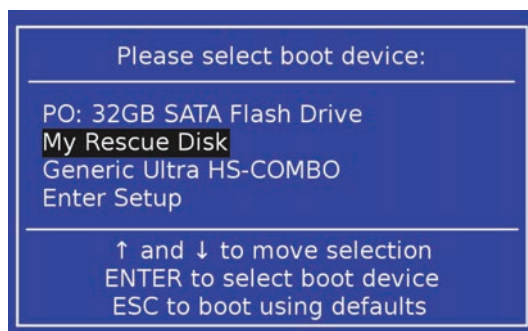 Please select boot device:
PO: 32GB SATA Flash Drive
My Rescue Disk
Generic Ultra HS-COMBO
Enter Setup
↑ and ↓ to move selection
ENTER to select boot device
ESC to boot using defaults